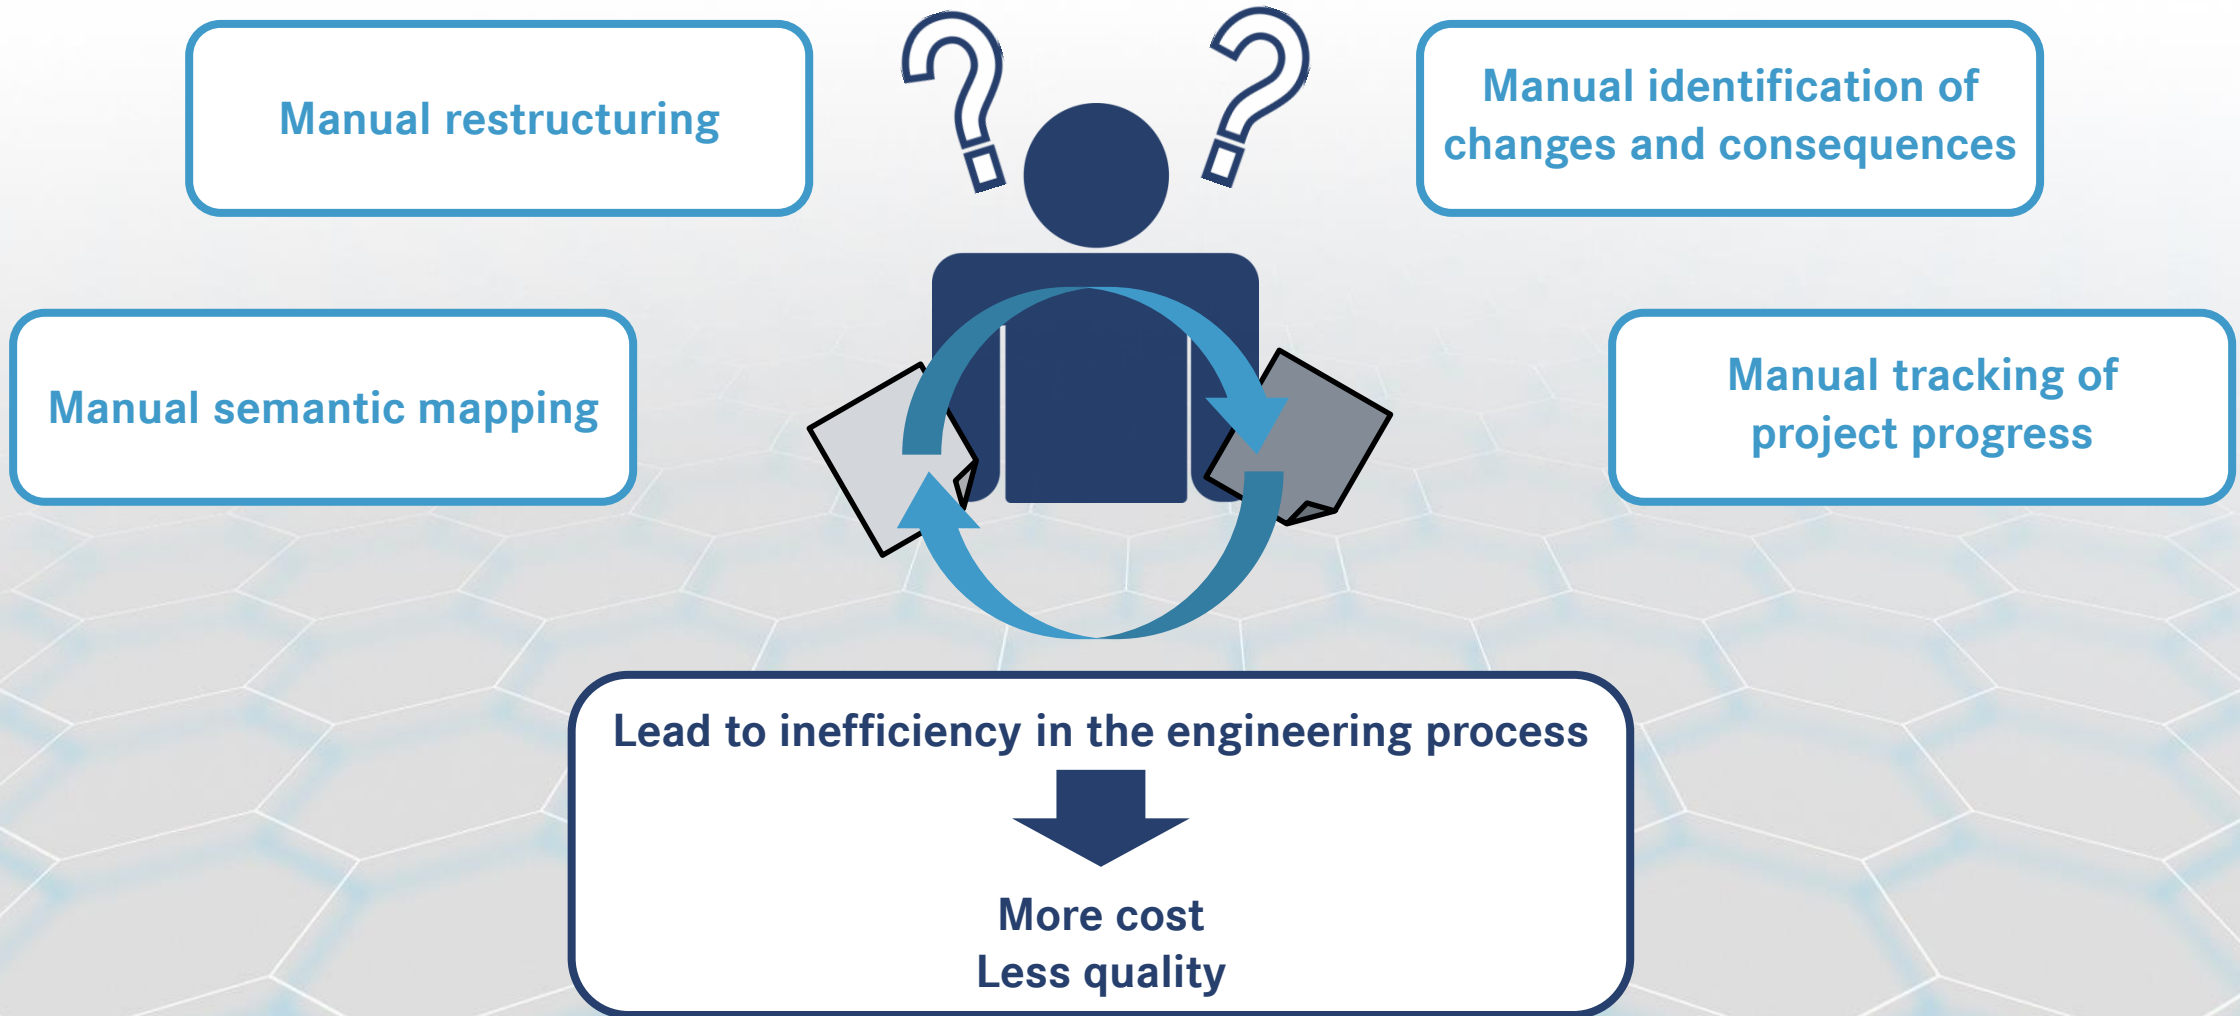 Manual restructuring
Manual identification of
changes and consequences
Manual semantic mapping
Manual tracking of
project progress
Lead to inefficiency in the engineering process
More cost
Less quality